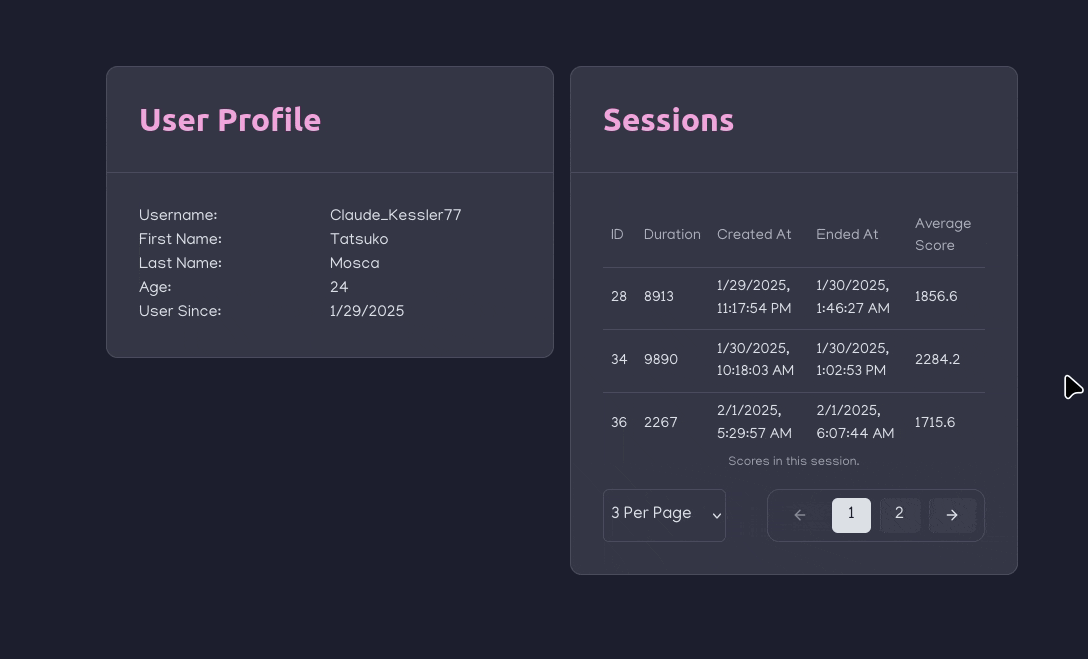 User Profile
Username: Claude_Kessler77
First Name: Tatsuko
Last Name: Mosca
Age: 24
User Since: 1/29/2025
Sessions
ID Duration Created At Ended At Average
Score
28 8913 1/29/2025, 1/30/2025, 1856.6
11:17:54 PM 1:46:27 AM
34 9890 1/30/2025, 1/30/2025, 2284.2
10:18:03 AM 1:02:53 PM
36 2267 2/1/2025, 2/1/2025, 1715.6
5:29:57 AM 6:07:44 AM
Scores in this session.
3 Per Page 1 2